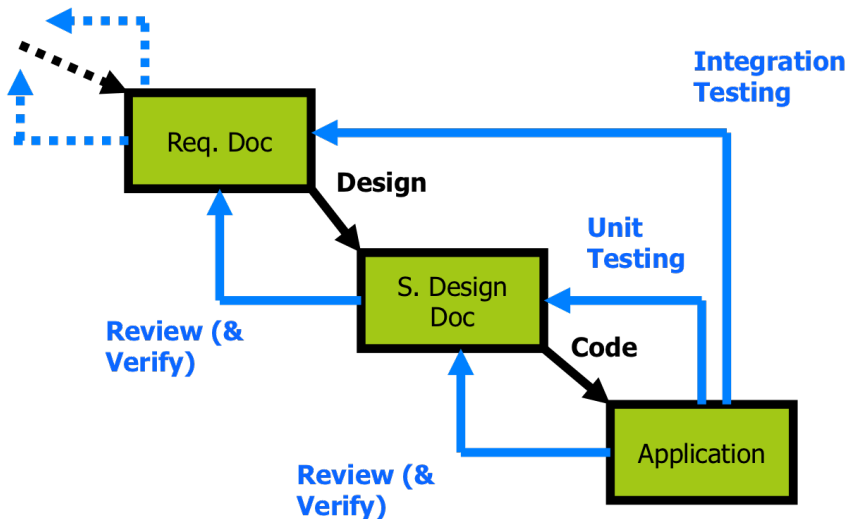 Integration
Testing
Req. Doc
Design
Unit
Testing
S. Design
Doc
Review (&
Verify)
Code
Application
Review (&
Verify)